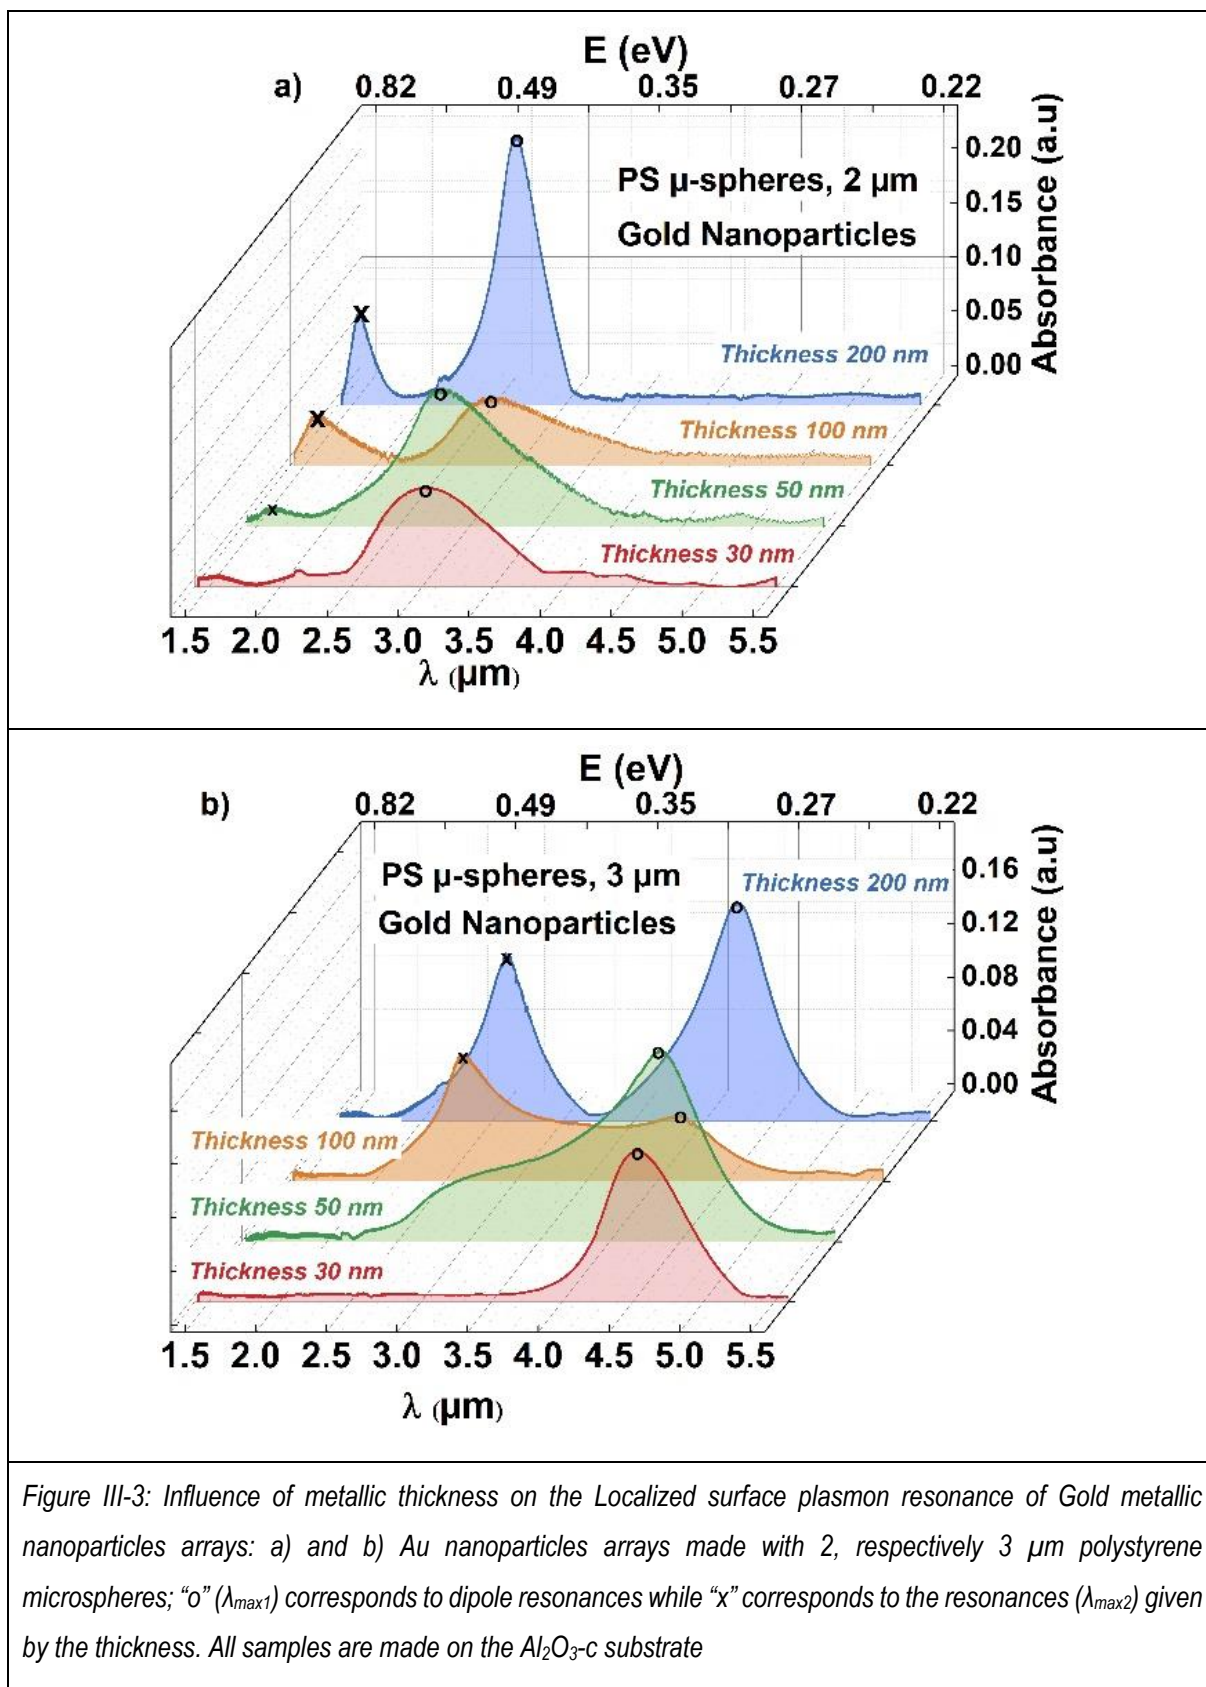 E (eV)
a) 0.82 0.49 0.35 0.27 0.22
0.20
PS µ-spheres, 2 µm
0.15
Gold Nanoparticles
0.10
0.05
0.00
Absorbance (a.u)
x
o
Thickness 200 nm
x
o
o
Thickness 100 nm
x
Thickness 50 nm
o
Thickness 30 nm
1.5 2.0 2.5 3.0 3.5 4.0 4.5 5.0 5.5
λ (µm)
E (eV)
b) 0.82 0.49 0.35 0.27 0.22
PS µ-spheres, 3 µm
Thickness 200 nm
Gold Nanoparticles
0.16
0.12
0.08
0.04
0.00
Absorbance (a.u)
o
x
x
o
o
Thickness 100 nm
o
Thickness 50 nm
Thickness 30 nm
1.5 2.0 2.5 3.0 3.5 4.0 4.5 5.0 5.5
λ (µm)
Figure III-3: Influence of metallic thickness on the Localized surface plasmon resonance of Gold metallic
nanoparticles arrays: a) and b) Au nanoparticles arrays made with 2, respectively 3 µm polystyrene
microspheres; “o” (λmax1) corresponds to dipole resonances while “x” corresponds to the resonances (λmax2) given
by the thickness. All samples are made on the Al2O3-c substrate